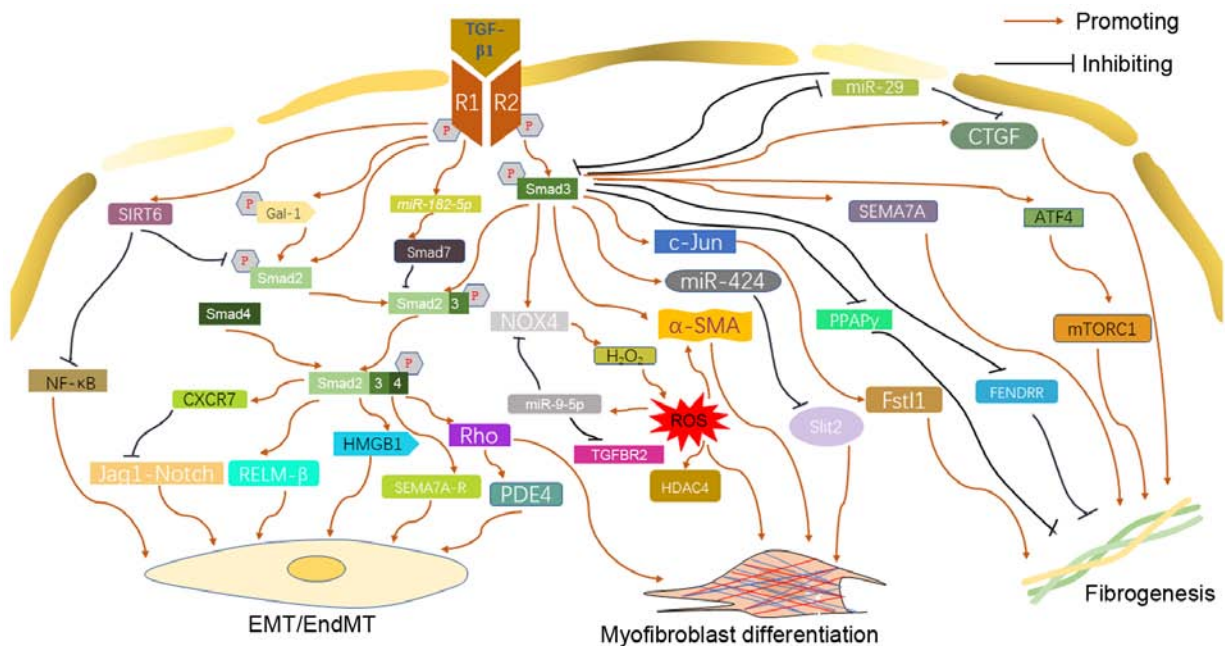 TGF-
β1
Promoting
Inhibiting
R1
R2
miR-29
CTGF
P
P
P
Smad3
P
Gal-1
miR-182-5p
SIRT6
SEMA7A
ATF4
c-Jun
P
Smad2
Smad7
miR-424
P
Smad2 3
Smad4
NOX4
α-SMA
PPAPγ
mTORC1
H₂O₂
P
Smad2 3 4
NF-κB
CXCR7
miR-9-5p
ROS
Fstl1
FENDRR
HMGB1
Rho
Slit2
TGFBR2
Jag1-Notch
RELM-β
SEMA7A-R
PDE4
HDAC4
EMT/EndMT
Myofibroblast differentiation
Fibrogenesis